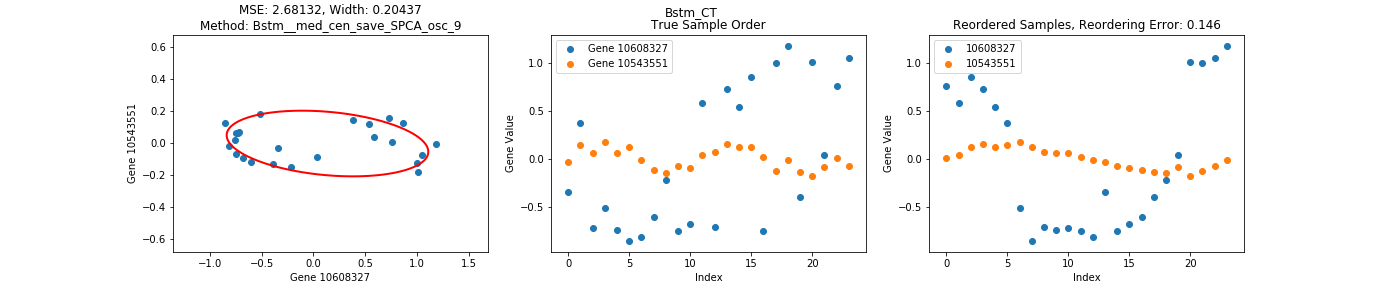 Bstm_CT
MSE: 2.68132, Width: 0.20437
Method: Bstm__med_cen_save_SPCA_osc_9
0.6
0.4
0.2
0.0
−0.2
−0.4
−0.6
Gene 10543551
−1.0
−0.5
0.0
0.5
1.0
1.5
Gene 10608327
True Sample Order
Gene 10608327
Gene 10543551
1.0
0.5
0.0
−0.5
Gene Value
0
5
10
15
20
Index
Reordered Samples, Reordering Error: 0.146
10608327
10543551
1.0
0.5
0.0
−0.5
Gene Value
0
5
10
15
20
Index